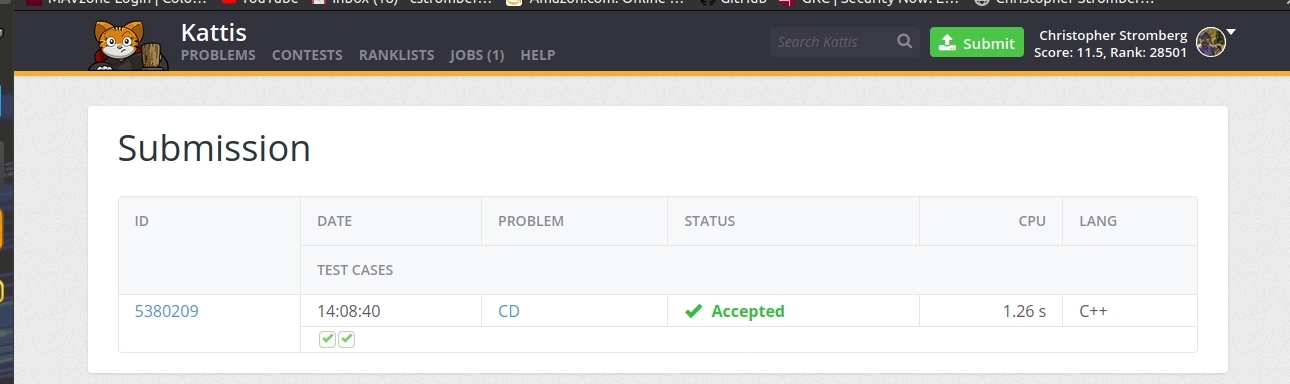 MAVzone Login | Colo… YouTube Inbox (18) - cstromber… Amazon.com: Online … GitHub GRC | Security Now! E… Christopher Stromber…
Kattis
PROBLEMS CONTESTS RANKLISTS JOBS (1) HELP
Search Kattis
Submit
Christopher Stromberg
Score: 11.5, Rank: 28501
Submission
ID DATE PROBLEM STATUS CPU LANG
TEST CASES
5380209 14:08:40 CD Accepted 1.26 s C++